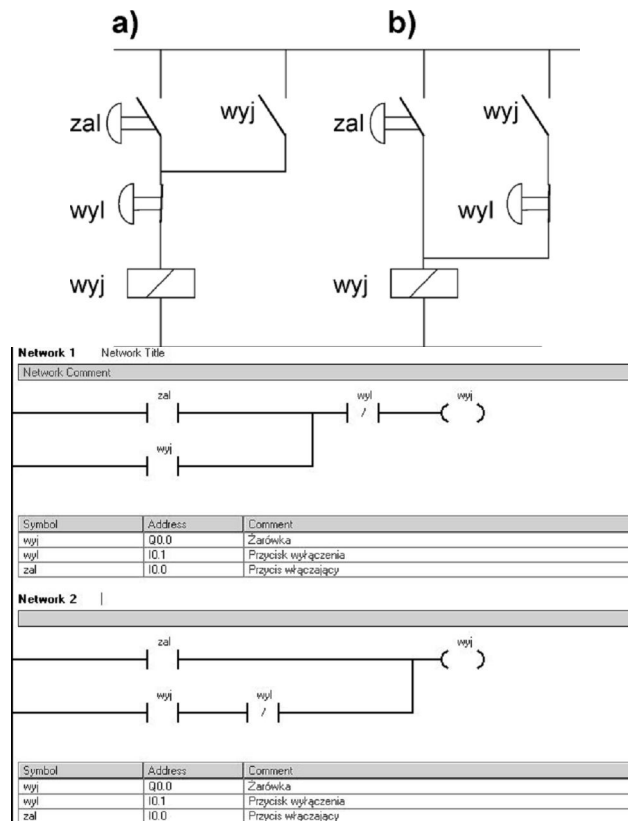 a) b)
zal wyj zal wyj
wyl wyl
wyj wyj
Network 1 Network Title
Network Comment
zal wyl wyj
wyj
Symbol Address Comment
wyj Q0.0 Żarówka
wyl I0.1 Przycisk wyłączenia
zal I0.0 Przycis włączający
Network 2
zal wyj
wyj wyl
Symbol Address Comment
wyj Q0.0 Żarówka
wyl I0.1 Przycisk wyłączenia
zal I0.0 Przycis włączający